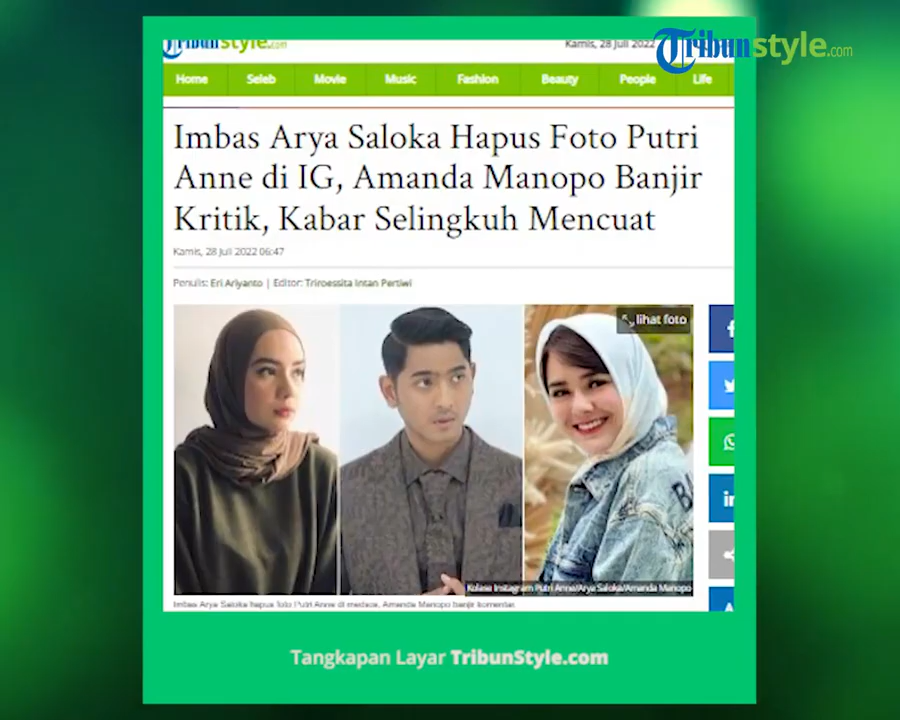 Tribunstyle.com
Kamis, 28 Juli 2022
Tribunstyle.com
Home Seleb Movie Music Fashion Beauty People Life
Imbas Arya Saloka Hapus Foto Putri
Anne di IG, Amanda Manopo Banjir
Kritik, Kabar Selingkuh Mencuat
Kamis, 28 Juli 2022 06:47
Penulis: Eri Ariyanto | Editor: Triroessita Intan Pertiwi
lihat foto
Kolase Instagram Putri Anne/Arya Saloka/Amanda Manopo
Imbas Arya Saloka hapus foto Putri Anne di medsos, Amanda Manopo banjir komentar.
Tangkapan Layar TribunStyle.com